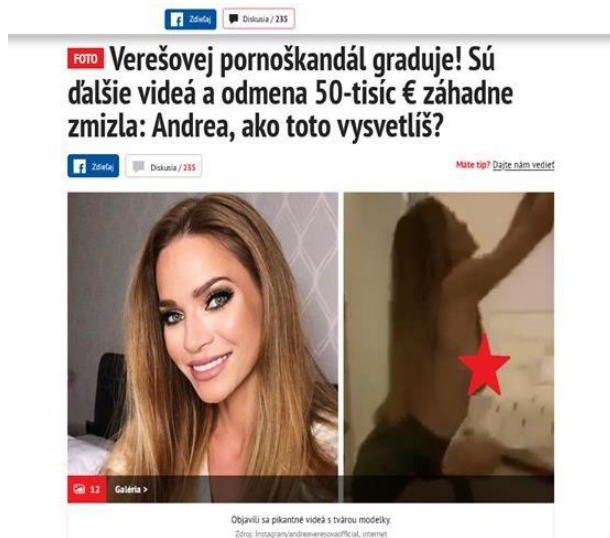 Zdieľaj Diskusia / 235
FOTO Verešovej pornoškandál graduje! Sú
ďalšie videá a odmena 50-tisíc € záhadne
zmizla: Andrea, ako toto vysvetlíš?
Zdieľaj Diskusia / 235 Máte tip? Dajte nám vedieť
12 Galéria >
Objavili sa pikantné videá s tvárou modelky.
Zdroj: Instagram/andreaveresovaofficial, internet